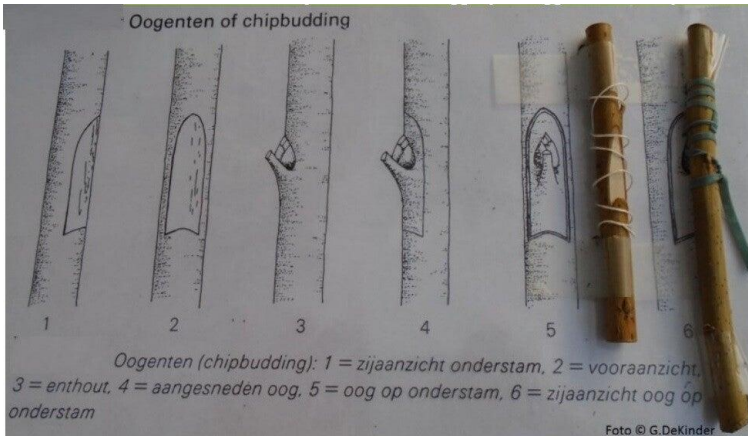 Oogenten of chipbudding
1 2 3 4 5 6
Oogenten (chipbudding): 1 = zijaanzicht onderstam, 2 = vooraanzicht,
3 = enthout, 4 = aangesneden oog, 5 = oog op onderstam, 6 = zijaanzicht oog op
onderstam
Foto © G.DeKinder